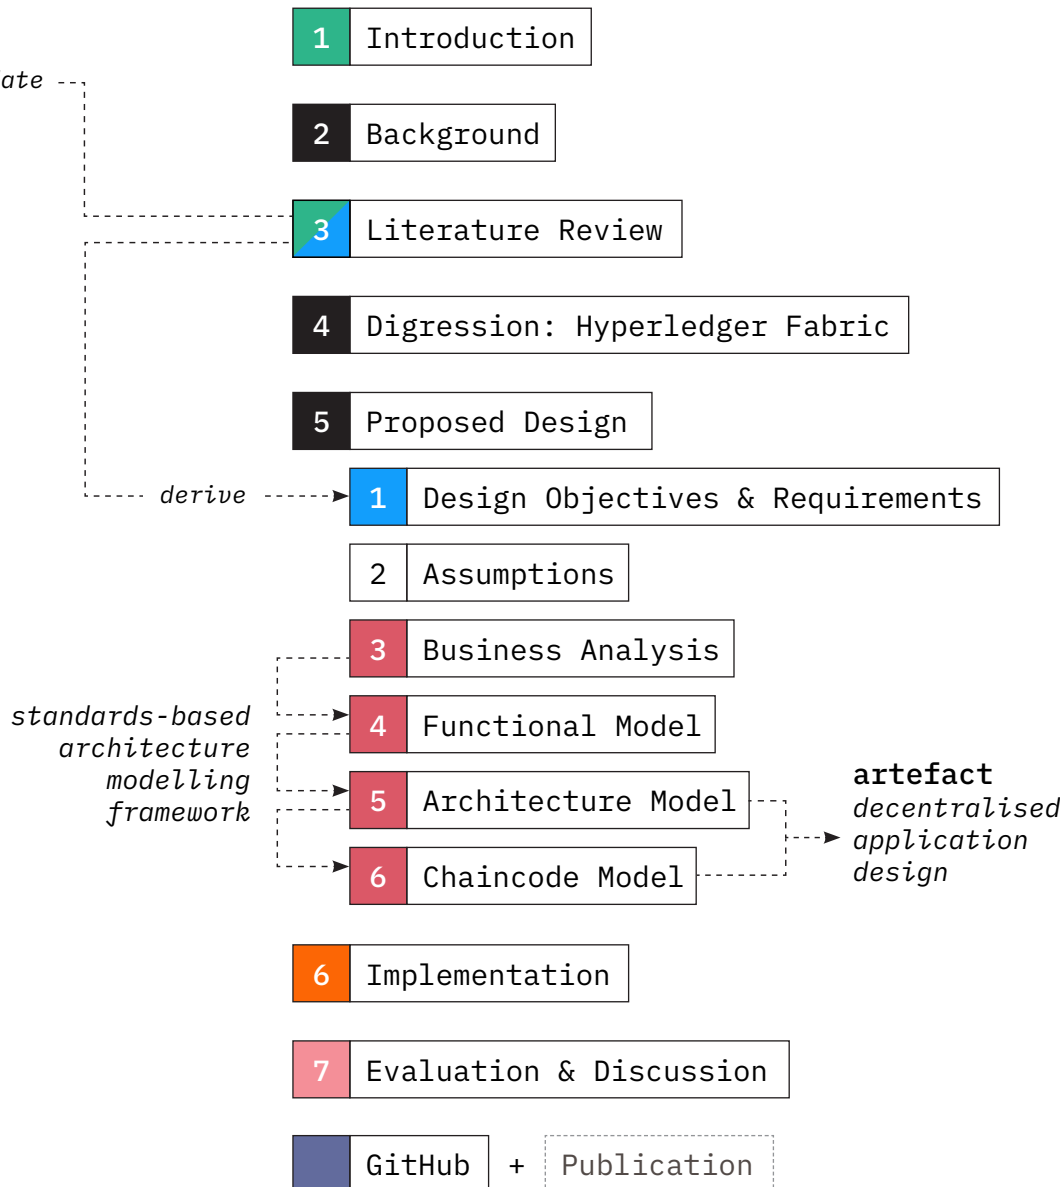 1 Introduction
2 Background
3 Literature Review
4 Digression: Hyperledger Fabric
5 Proposed Design
derive
1 Design Objectives & Requirements
2 Assumptions
3 Business Analysis
standards-based
architecture
modelling
framework
4 Functional Model
5 Architecture Model
6 Chaincode Model
artefact
decentralised
application
design
6 Implementation
7 Evaluation & Discussion
GitHub + Publication